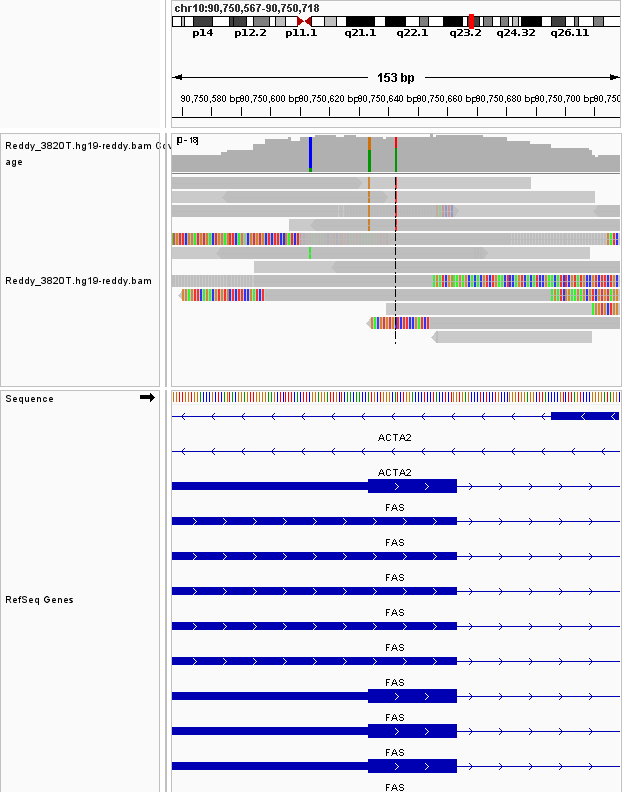 chr10:90,750,567-90,750,718
p14 p12.2 p11.1 q21.1 q22.1 q23.2 q24.32 q26.11
153 bp
90,750,580 bp 90,750,600 bp 90,750,620 bp 90,750,640 bp 90,750,660 bp 90,750,680 bp 90,750,700 bp 90,750
Reddy_3820T.hg19-reddy.bam Cov
age
[0 - 18]
Reddy_3820T.hg19-reddy.bam
Sequence
ACTA2
ACTA2
FAS
FAS
FAS
FAS
RefSeq Genes
FAS
FAS
FAS
FAS
FAS
FAS